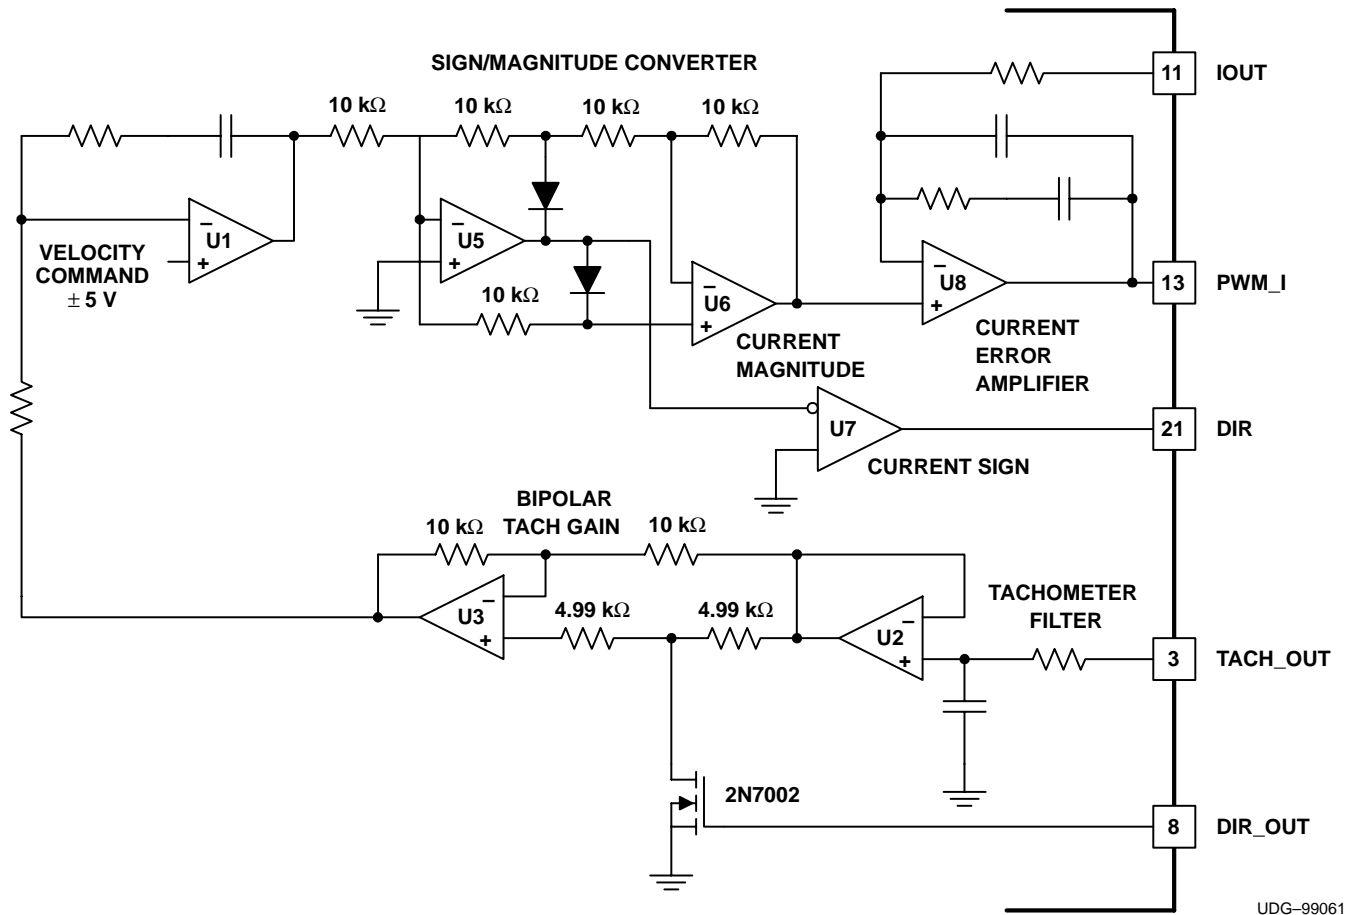 SIGN/MAGNITUDE CONVERTER
10 kΩ
10 kΩ
10 kΩ
10 kΩ
11
IOUT
−
U1
+
VELOCITY
COMMAND
± 5 V
−
U5
+
10 kΩ
−
U6
+
CURRENT
MAGNITUDE
−
U8
+
13
PWM_I
CURRENT
ERROR
AMPLIFIER
U7
21
DIR
CURRENT SIGN
BIPOLAR
TACH GAIN
10 kΩ
10 kΩ
−
U3
+
4.99 kΩ
4.99 kΩ
−
U2
+
TACHOMETER
FILTER
3
TACH_OUT
2N7002
8
DIR_OUT
UDG–99061